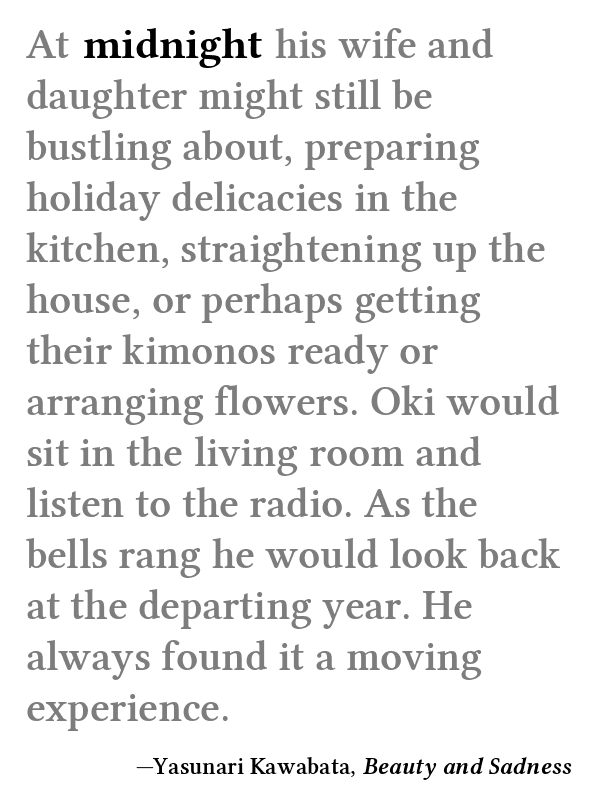 At midnight his wife and
daughter might still be
bustling about, preparing
holiday delicacies in the
kitchen, straightening up the
house, or perhaps getting
their kimonos ready or
arranging flowers. Oki would
sit in the living room and
listen to the radio. As the
bells rang he would look back
at the departing year. He
always found it a moving
experience.
—Yasunari Kawabata, Beauty and Sadness